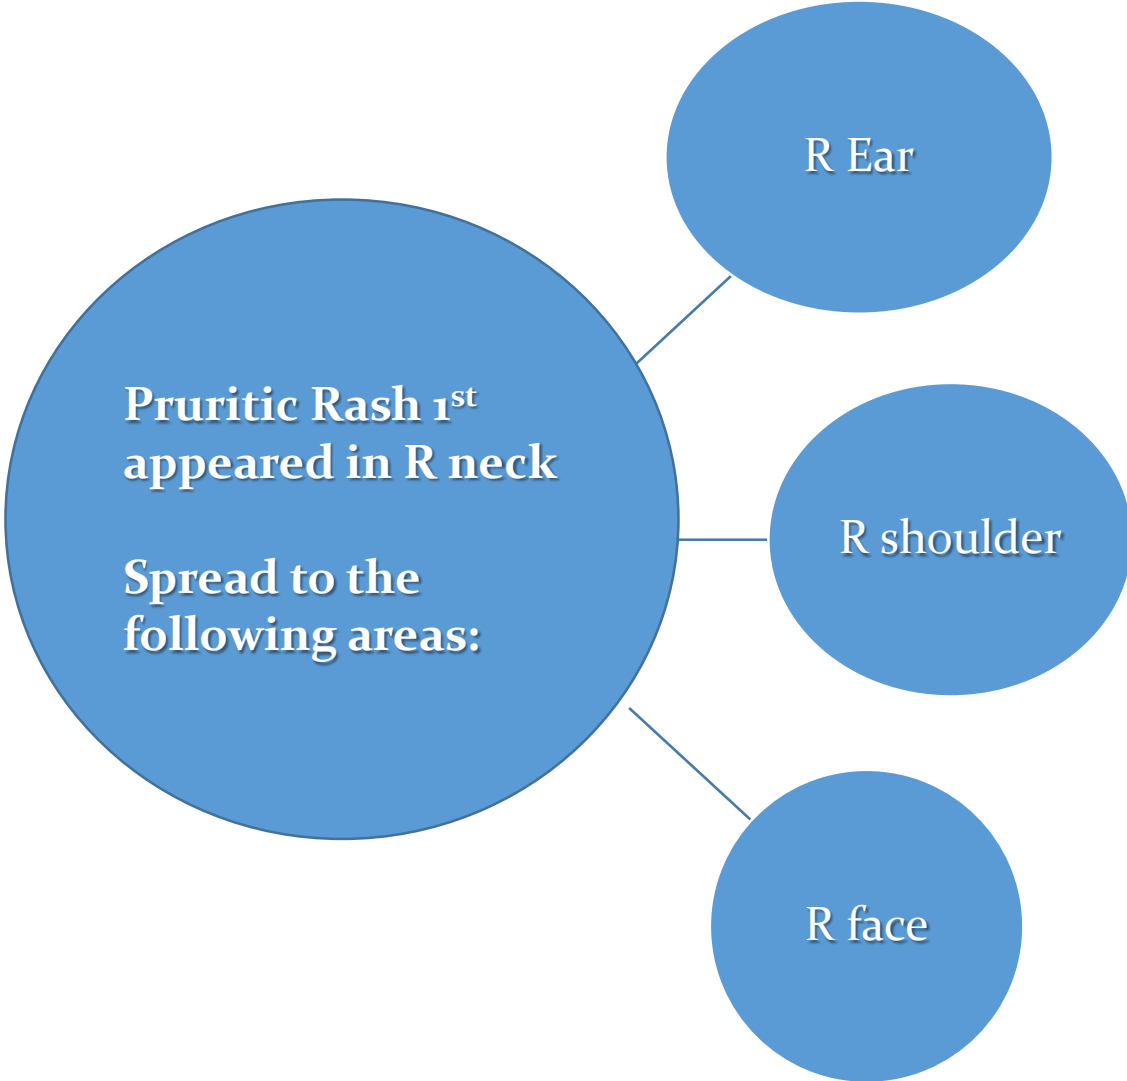 R Ear
Pruritic Rash 1st
appeared in R neck
Spread to the
following areas:
R shoulder
R face